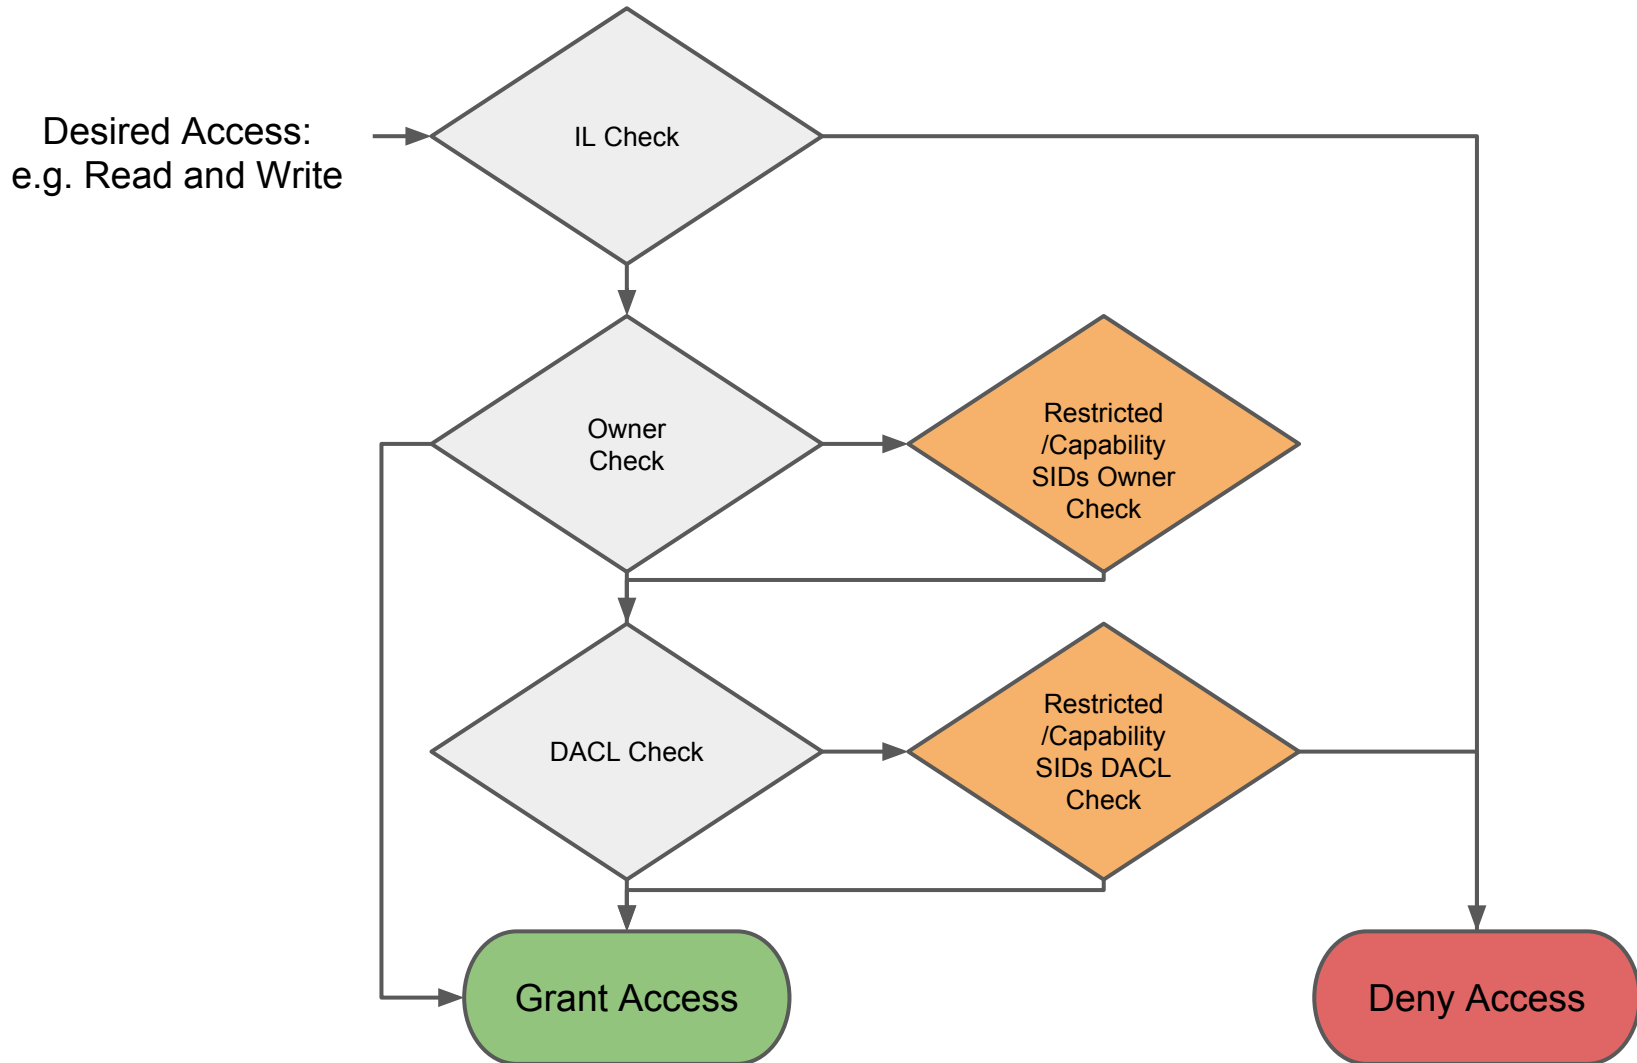 Desired Access:
e.g. Read and Write
IL Check
Owner
Check
Restricted
/Capability
SIDs Owner
Check
DACL Check
Restricted
/Capability
SIDs DACL
Check
Grant Access
Deny Access